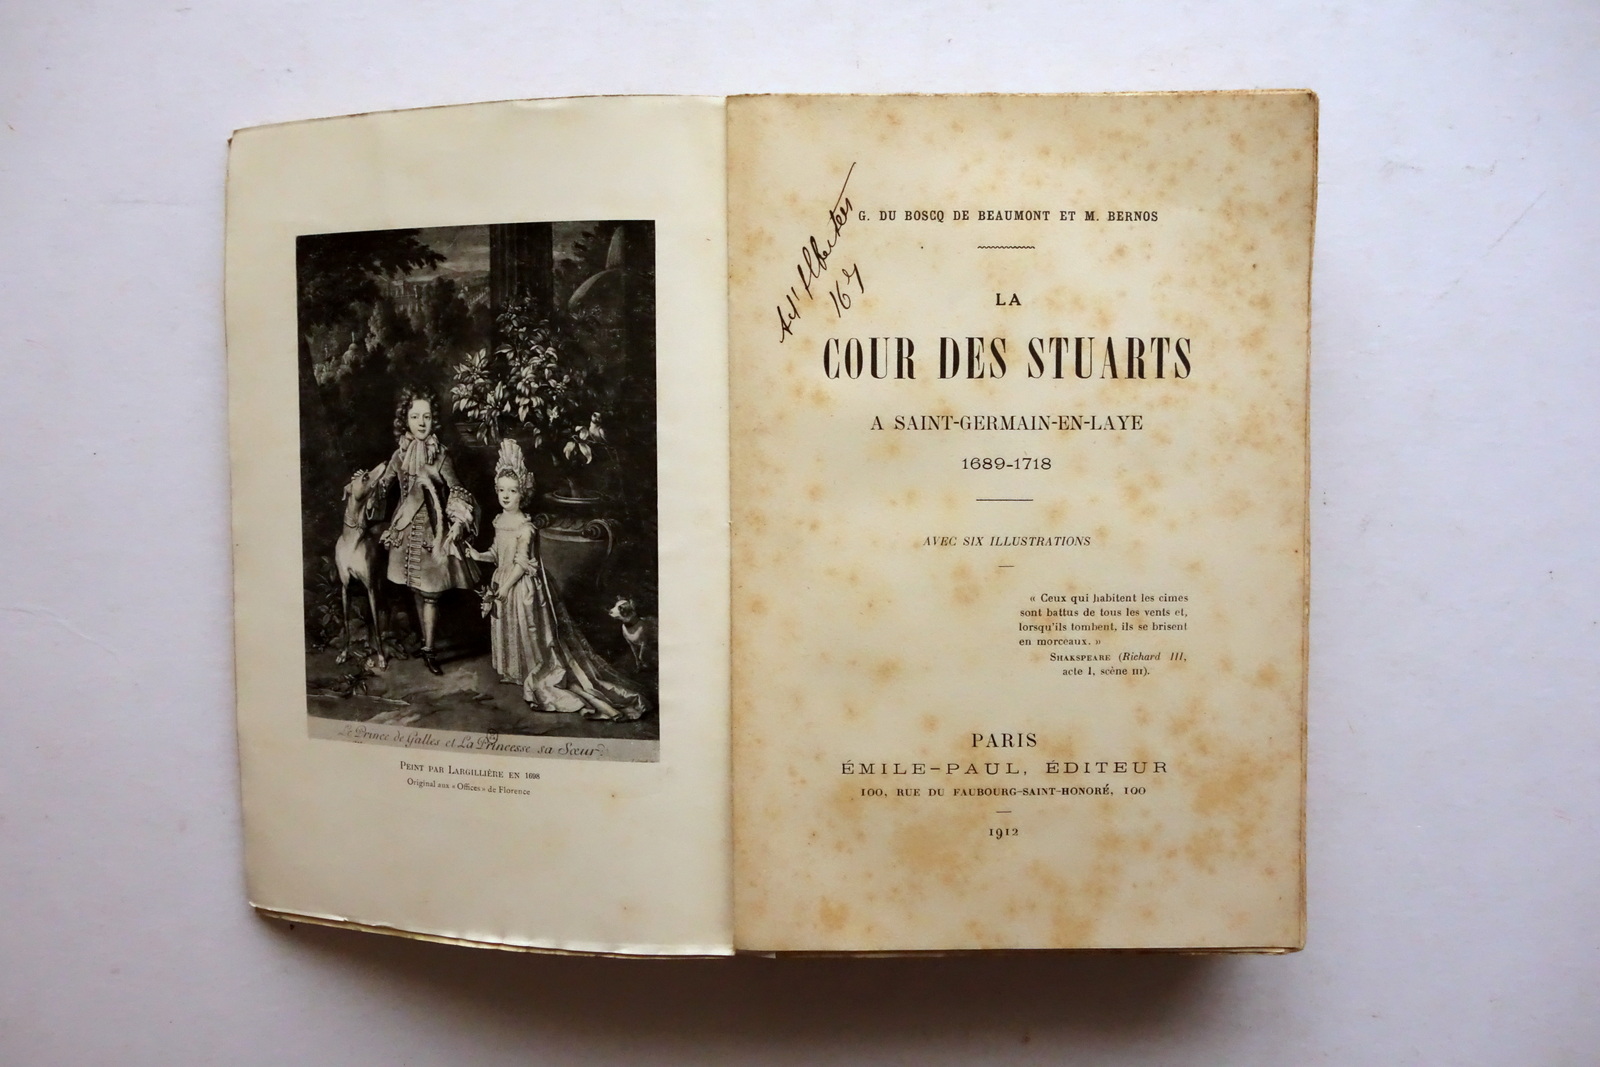 Le Prince de Galles et La Princesse sa Sœur
PEINT PAR LARGILLIÈRE EN 1698
Original aux « Offices » de Florence
G. DU BOSCQ DE BEAUMONT ET M. BERNOS
LA
COUR DES STUARTS
A SAINT-GERMAIN-EN-LAYE
1689-1718
AVEC SIX ILLUSTRATIONS
« Ceux qui habitent les cimes
sont battus de tous les vents et,
lorsqu'ils tombent, ils se brisent
en morceaux. »
SHAKSPEARE (Richard III,
acte I, scène III).
PARIS
ÉMILE-PAUL, ÉDITEUR
100, RUE DU FAUBOURG-SAINT-HONORÉ, 100
1912